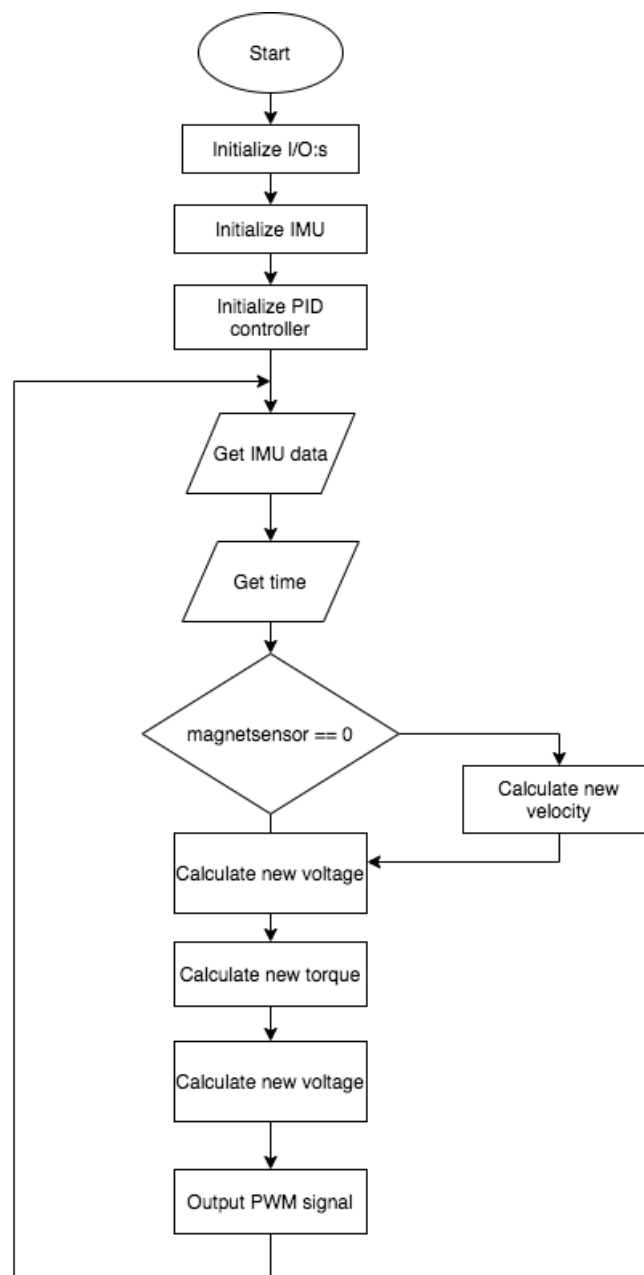 Start
Initialize I/O:s
Initialize IMU
Initialize PID
controller
Get IMU data
Get time
magnetsensor == 0
Calculate new
velocity
Calculate new voltage
Calculate new torque
Calculate new voltage
Output PWM signal